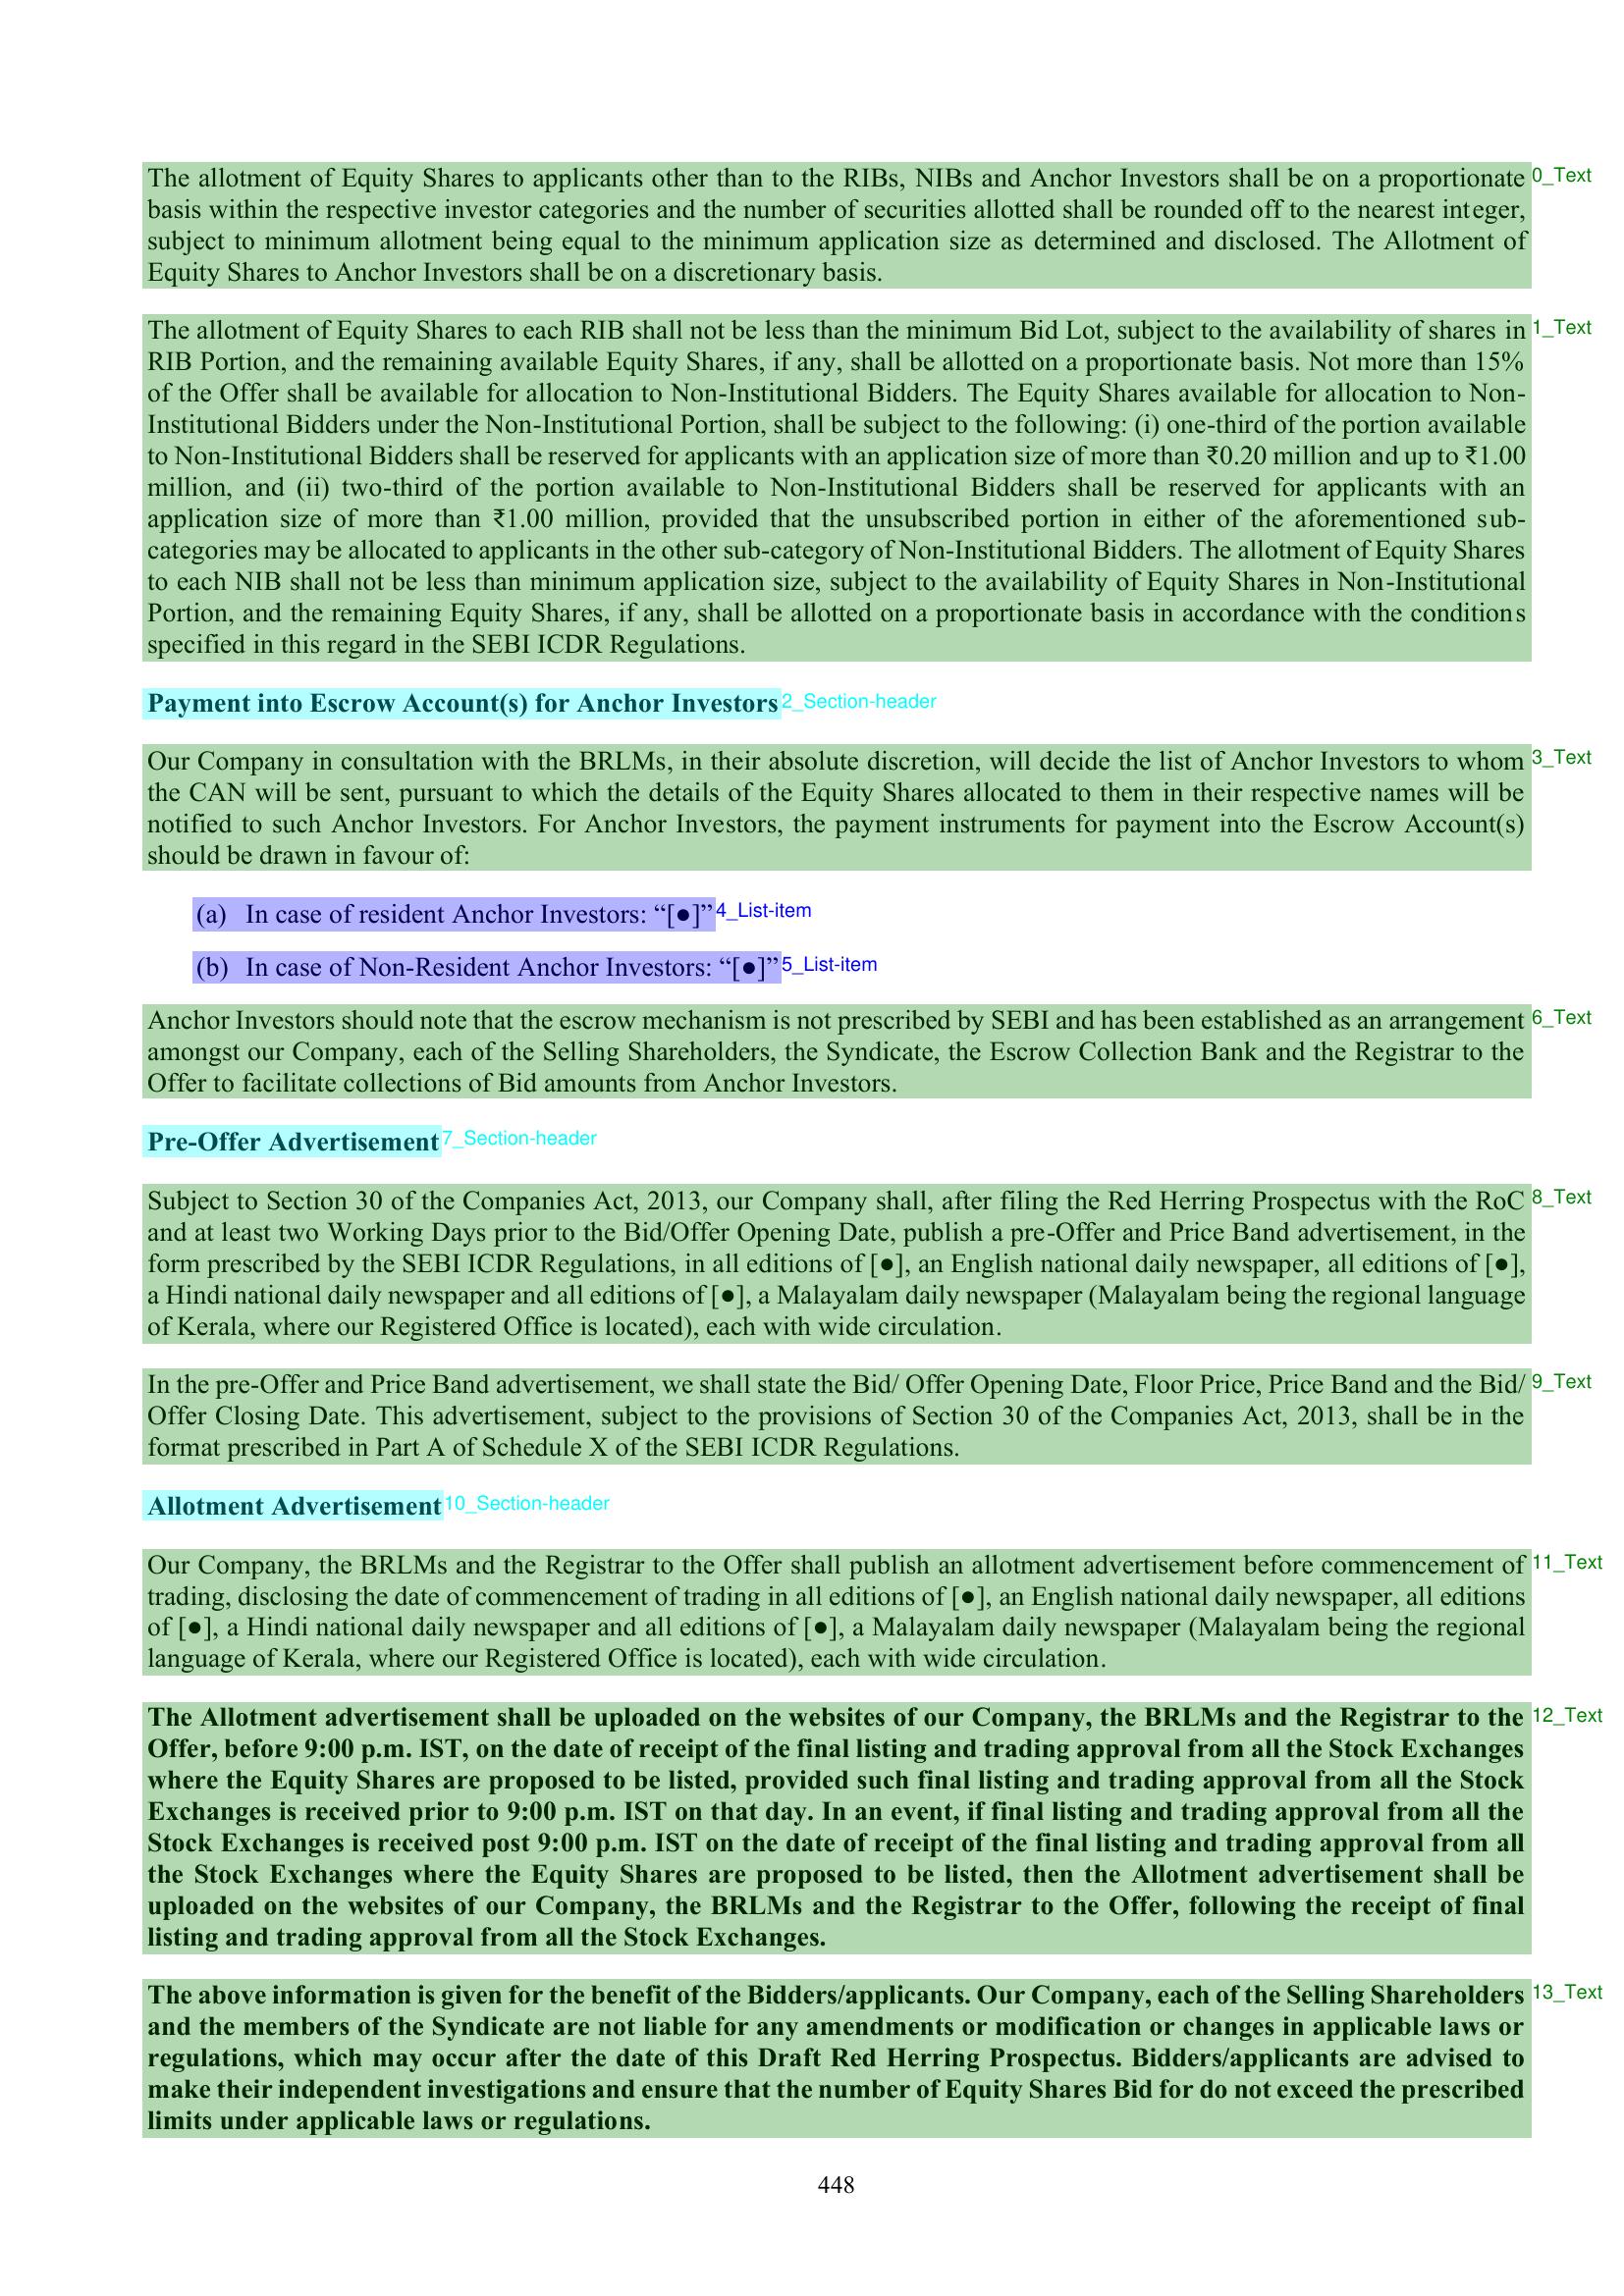 The allotment of Equity Shares to applicants other than to the RIBs, NIBs and Anchor Investors shall be on a proportionate 0_Text
basis within the respective investor categories and the number of securities allotted shall be rounded off to the nearest integer,
subject to minimum allotment being equal to the minimum application size as determined and disclosed. The Allotment of
Equity Shares to Anchor Investors shall be on a discretionary basis.
The allotment of Equity Shares to each RIB shall not be less than the minimum Bid Lot, subject to the availability of shares in 1_Text
RIB Portion, and the remaining available Equity Shares, if any, shall be allotted on a proportionate basis. Not more than 15%
of the Offer shall be available for allocation to Non-Institutional Bidders. The Equity Shares available for allocation to Non-
Institutional Bidders under the Non-Institutional Portion, shall be subject to the following: (i) one-third of the portion available
to Non-Institutional Bidders shall be reserved for applicants with an application size of more than ₹0.20 million and up to ₹1.00
million, and (ii) two-third of the portion available to Non-Institutional Bidders shall be reserved for applicants with an
application size of more than ₹1.00 million, provided that the unsubscribed portion in either of the aforementioned sub-
categories may be allocated to applicants in the other sub-category of Non-Institutional Bidders. The allotment of Equity Shares
to each NIB shall not be less than minimum application size, subject to the availability of Equity Shares in Non-Institutional
Portion, and the remaining Equity Shares, if any, shall be allotted on a proportionate basis in accordance with the conditions
specified in this regard in the SEBI ICDR Regulations.
Payment into Escrow Account(s) for Anchor Investors 2_Section-header
Our Company in consultation with the BRLMs, in their absolute discretion, will decide the list of Anchor Investors to whom 3_Text
the CAN will be sent, pursuant to which the details of the Equity Shares allocated to them in their respective names will be
notified to such Anchor Investors. For Anchor Investors, the payment instruments for payment into the Escrow Account(s)
should be drawn in favour of:
(a) In case of resident Anchor Investors: “[●]” 4_List-item
(b) In case of Non-Resident Anchor Investors: “[●]” 5_List-item
Anchor Investors should note that the escrow mechanism is not prescribed by SEBI and has been established as an arrangement 6_Text
amongst our Company, each of the Selling Shareholders, the Syndicate, the Escrow Collection Bank and the Registrar to the
Offer to facilitate collections of Bid amounts from Anchor Investors.
Pre-Offer Advertisement 7_Section-header
Subject to Section 30 of the Companies Act, 2013, our Company shall, after filing the Red Herring Prospectus with the RoC 8_Text
and at least two Working Days prior to the Bid/Offer Opening Date, publish a pre-Offer and Price Band advertisement, in the
form prescribed by the SEBI ICDR Regulations, in all editions of [●], an English national daily newspaper, all editions of [●],
a Hindi national daily newspaper and all editions of [●], a Malayalam daily newspaper (Malayalam being the regional language
of Kerala, where our Registered Office is located), each with wide circulation.
In the pre-Offer and Price Band advertisement, we shall state the Bid/ Offer Opening Date, Floor Price, Price Band and the Bid/ 9_Text
Offer Closing Date. This advertisement, subject to the provisions of Section 30 of the Companies Act, 2013, shall be in the
format prescribed in Part A of Schedule X of the SEBI ICDR Regulations.
Allotment Advertisement 10_Section-header
Our Company, the BRLMs and the Registrar to the Offer shall publish an allotment advertisement before commencement of 11_Text
trading, disclosing the date of commencement of trading in all editions of [●], an English national daily newspaper, all editions
of [●], a Hindi national daily newspaper and all editions of [●], a Malayalam daily newspaper (Malayalam being the regional
language of Kerala, where our Registered Office is located), each with wide circulation.
The Allotment advertisement shall be uploaded on the websites of our Company, the BRLMs and the Registrar to the 12_Text
Offer, before 9:00 p.m. IST, on the date of receipt of the final listing and trading approval from all the Stock Exchanges
where the Equity Shares are proposed to be listed, provided such final listing and trading approval from all the Stock
Exchanges is received prior to 9:00 p.m. IST on that day. In an event, if final listing and trading approval from all the
Stock Exchanges is received post 9:00 p.m. IST on the date of receipt of the final listing and trading approval from all
the Stock Exchanges where the Equity Shares are proposed to be listed, then the Allotment advertisement shall be
uploaded on the websites of our Company, the BRLMs and the Registrar to the Offer, following the receipt of final
listing and trading approval from all the Stock Exchanges.
The above information is given for the benefit of the Bidders/applicants. Our Company, each of the Selling Shareholders 13_Text
and the members of the Syndicate are not liable for any amendments or modification or changes in applicable laws or
regulations, which may occur after the date of this Draft Red Herring Prospectus. Bidders/applicants are advised to
make their independent investigations and ensure that the number of Equity Shares Bid for do not exceed the prescribed
limits under applicable laws or regulations.
448